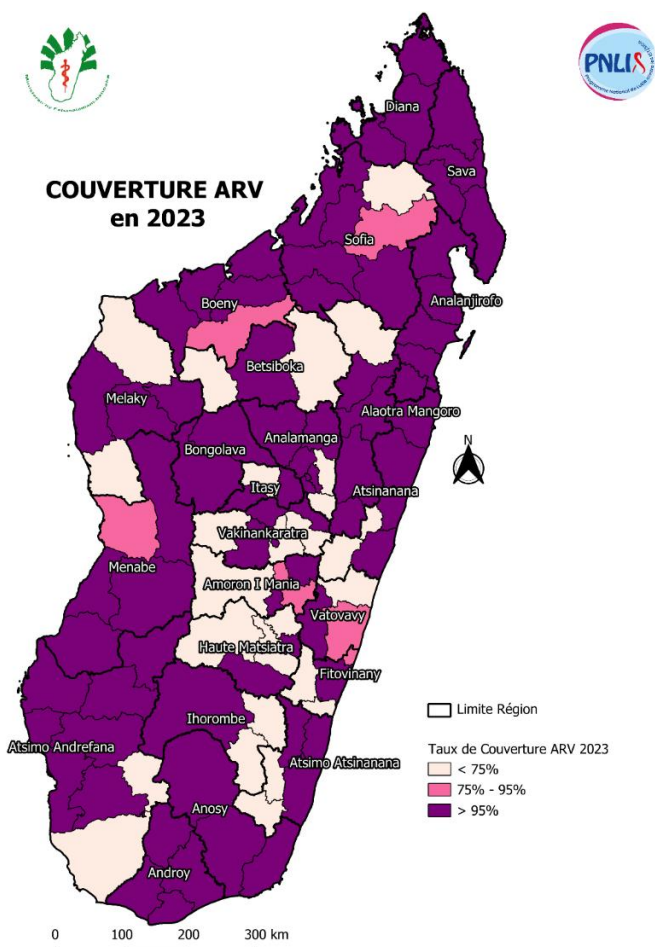 PNLIS
COUVERTURE ARV
en 2023
Diana
Sava
Sofia
Analanjirofo
Boeny
Betsiboka
Melaky
Alaotra Mangoro
Analamanga
Bongolava
N
Itasy
Atsinanana
Vakinankaratra
Menabe
Amoron I Mania
Vatovavy
Haute Matsiatra
Fitovinany
Limite Région
Ihorombe
Atsimo Andrefana
Atsimo Atsinanana
Taux de Couverture ARV 2023
< 75%
75% - 95%
> 95%
Anosy
Androy
0 100 200 300 km